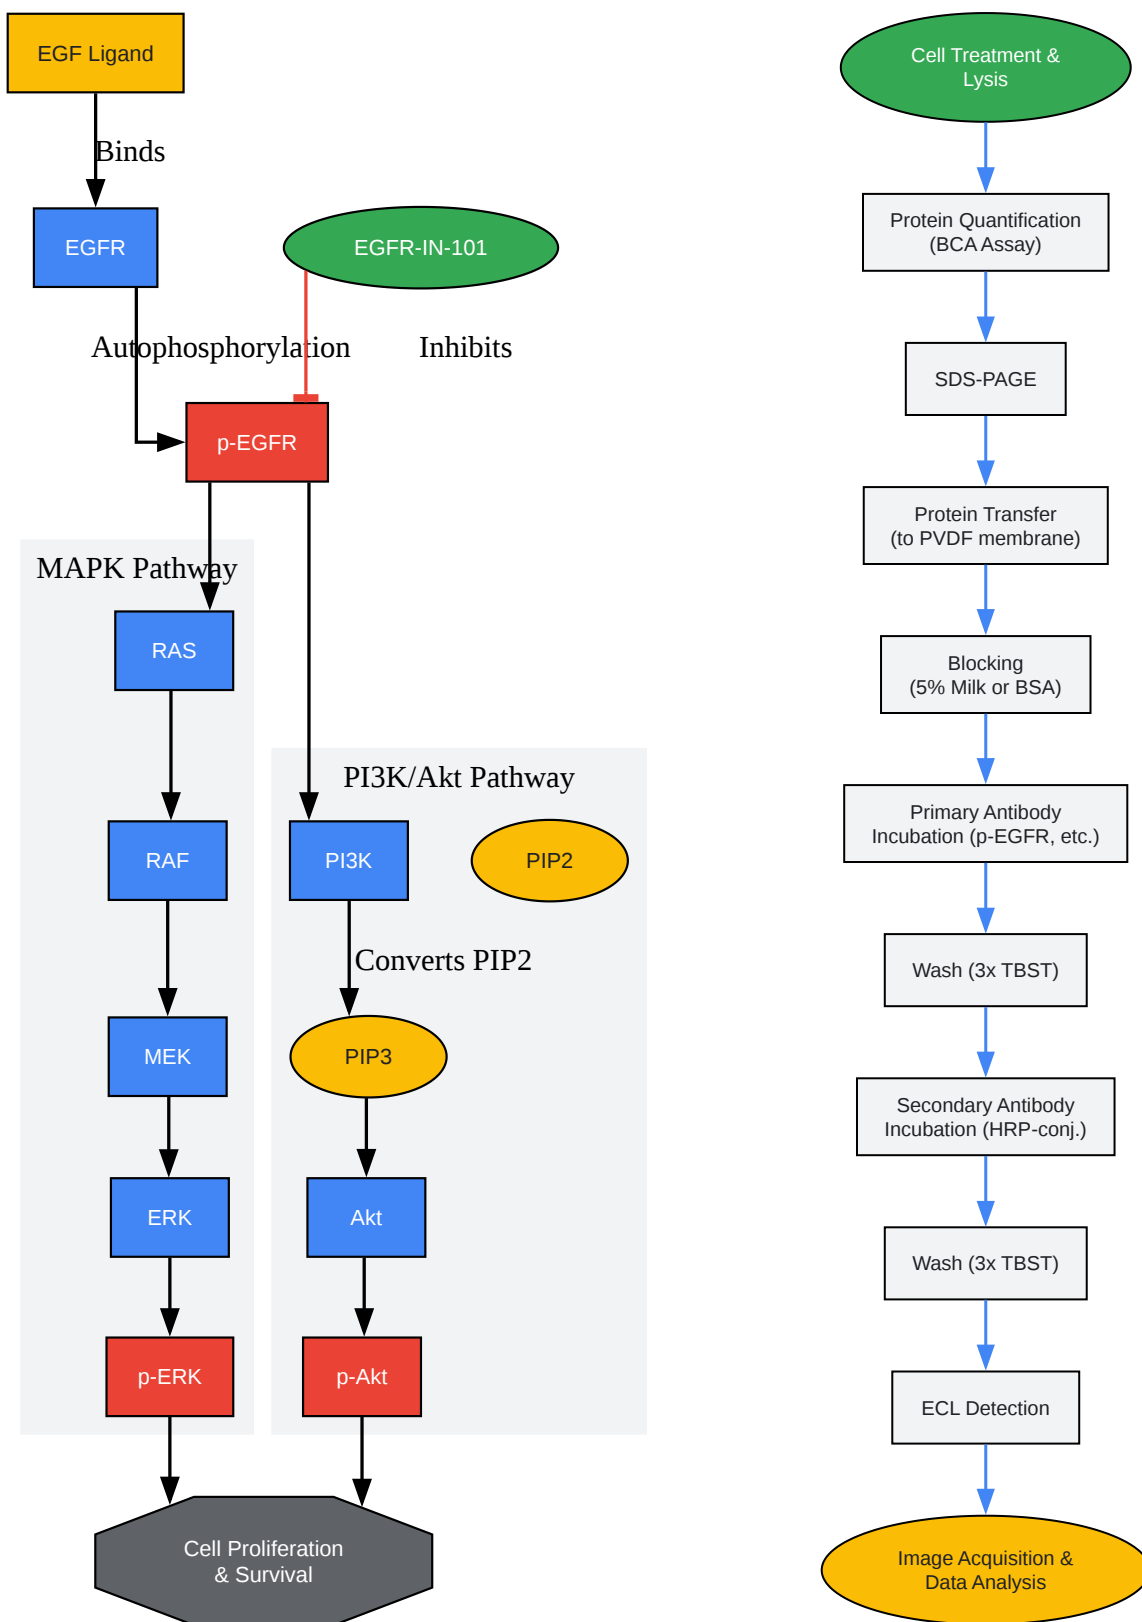 EGF Ligand
Binds
EGFR
EGFR-IN-101
Autophosphorylation
Inhibits
p-EGFR
MAPK Pathway
RAS
PI3K/Akt Pathway
RAF
PI3K
PIP2
Converts PIP2
MEK
PIP3
ERK
Akt
p-ERK
p-Akt
Cell Proliferation
& Survival
Cell Treatment &
Lysis
Protein Quantification
(BCA Assay)
SDS-PAGE
Protein Transfer
(to PVDF membrane)
Blocking
(5% Milk or BSA)
Primary Antibody
Incubation (p-EGFR, etc.)
Wash (3x TBST)
Secondary Antibody
Incubation (HRP-conj.)
Wash (3x TBST)
ECL Detection
Image Acquisition &
Data Analysis